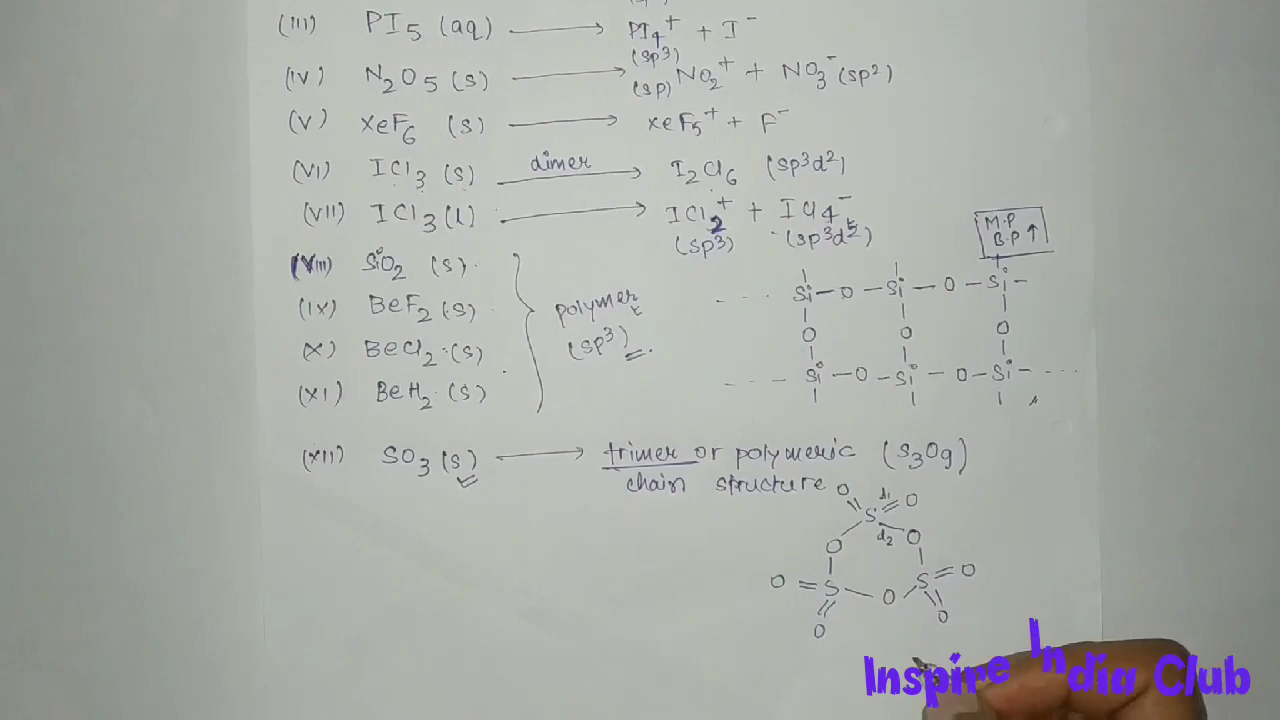 (III) PI5 (aq) → PI4+ + I-
(sp3)
(IV) N2O5 (s) → (sp) NO2+ + NO3- (sp2)
(V) XeF6 (s) → XeF5+ + F-
(VI) ICl3 (s) dimer → I2Cl6 (sp3d2)
(VII) ICl3 (l) → ICl2+ + ICl4-
(sp3) (sp3d2)
M.P
B.P ↑
(VIII) SiO2 (s).
(IX) BeF2 (s)
(X) BeCl2 (s)
(XI) BeH2 (s)
polymer
(sp3)
--- Si — O — Si — O — Si —
O O O
--- Si — O — Si — O — Si — ---
(XII) SO3 (s) → trimer or polymeric (S3O9)
chain structure
O d1 O
S
d2
O O
O = S — O — S = O
O O
Inspire India Club